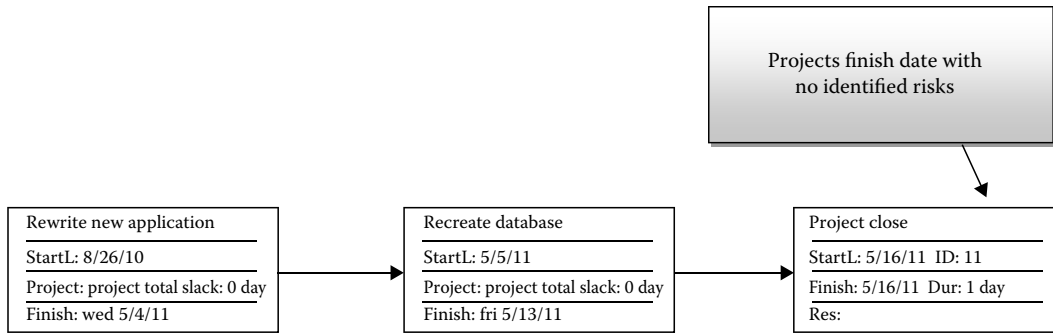 Projects finish date with
no identified risks
Rewrite new application
StartL: 8/26/10
Project: project total slack: 0 day
Finish: wed 5/4/11
Recreate database
StartL: 5/5/11
Project: project total slack: 0 day
Finish: fri 5/13/11
Project close
StartL: 5/16/11 ID: 11
Finish: 5/16/11 Dur: 1 day
Res: